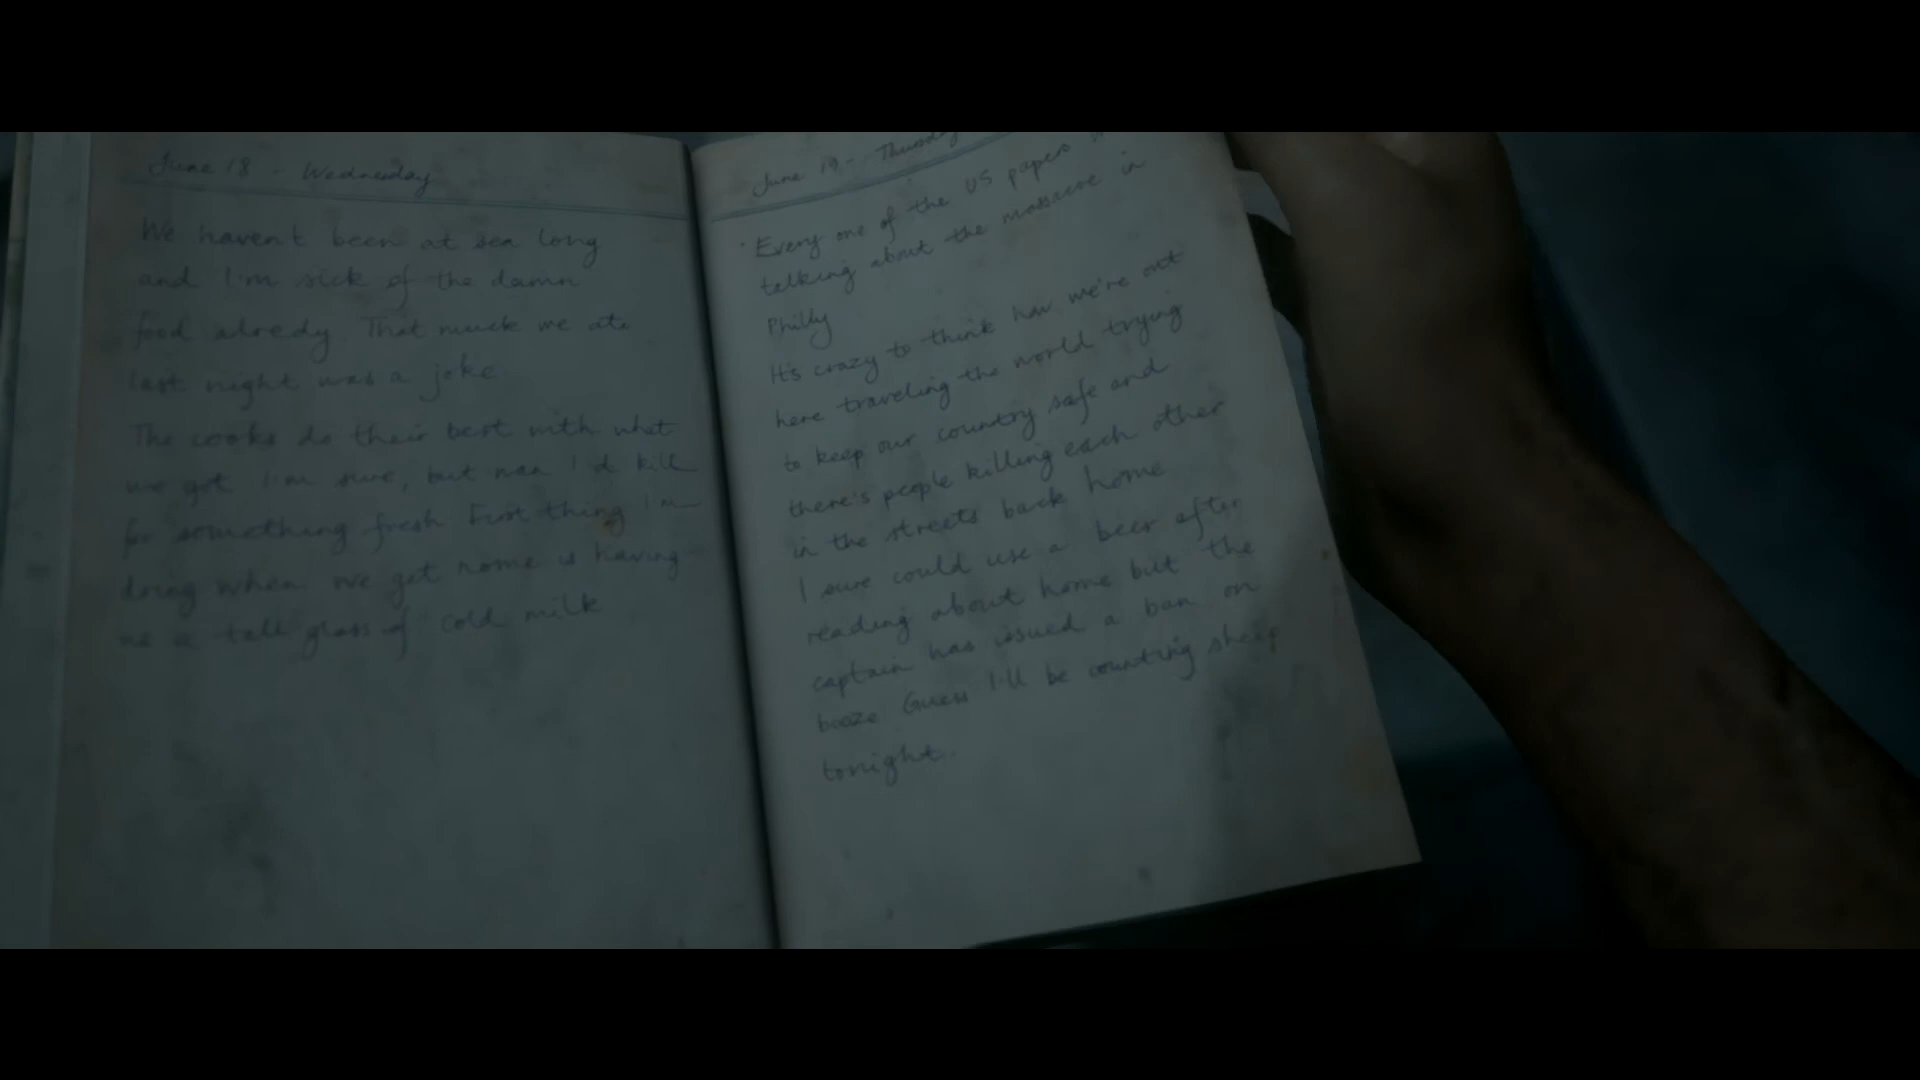 June 18 - Wednesday
We haven't been at sea long
and I'm sick of the damn
food alredy. That muck we ate
last night was a joke.
The cooks do their best with what
we got I'm sure, but man I'd kill
for something fresh First thing I'm
doing when we get home is having
me a tall glass of cold milk
June 19 - Thursday
Every one of the US papers
talking about the massacre in
Philly
It's crazy to think how we're out
here traveling the world trying
to keep our country safe and
there's people killing each other
in the streets back home
I sure could use a beer after
reading about home but the
captain has issued a ban on
booze Guess I'll be counting sheep
tonight.